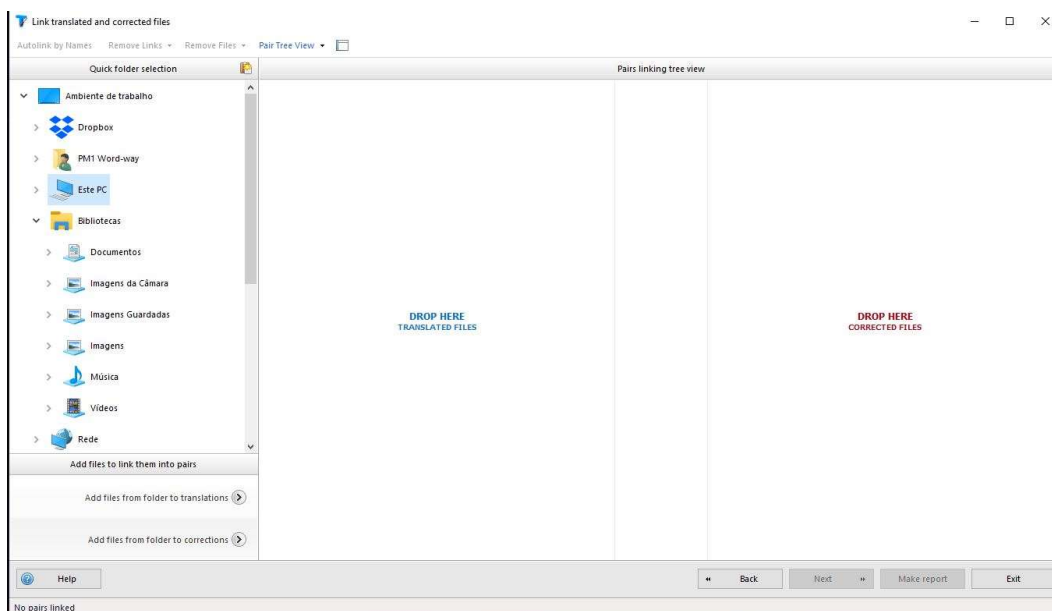 Link translated and corrected files
Autolink by Names Remove Links Remove Files Pair Tree View
Quick folder selection
Pairs linking tree view
Ambiente de trabalho
Dropbox
PM1 Word-way
Este PC
Bibliotecas
Documentos
Imagens da Câmara
Imagens Guardadas
Imagens
Música
Vídeos
Rede
DROP HERE
TRANSLATED FILES
DROP HERE
CORRECTED FILES
Add files to link them into pairs
Add files from folder to translations
Add files from folder to corrections
Help Back Next Make report Exit
No pairs linked